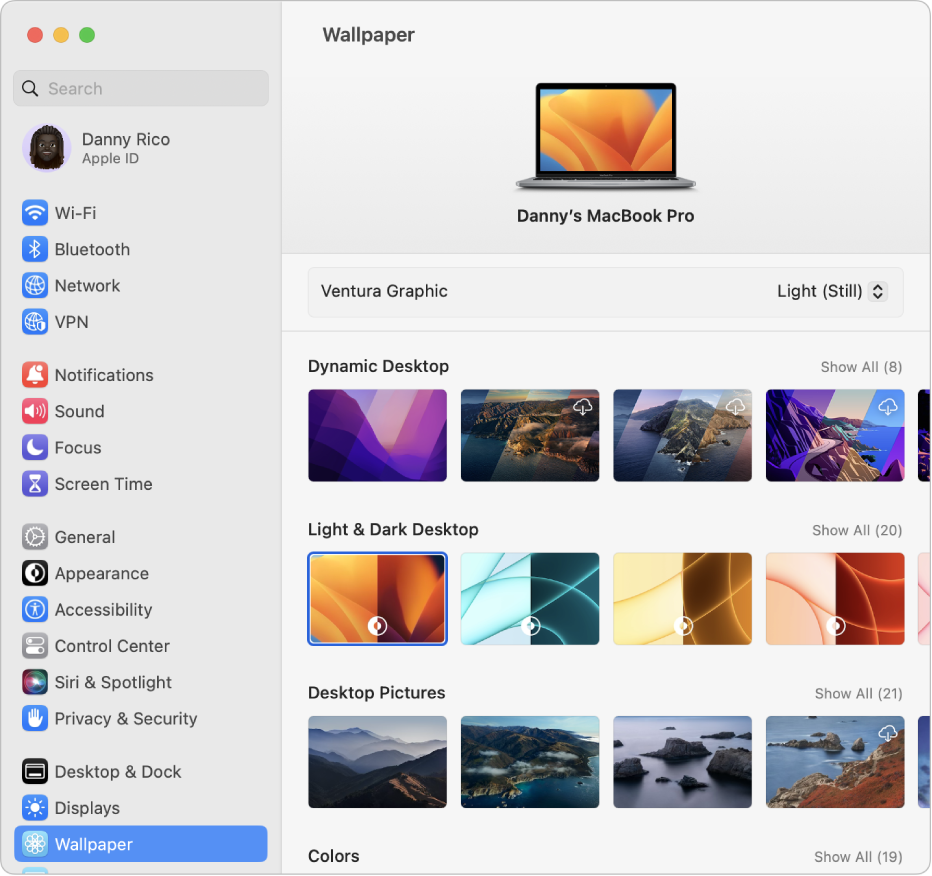 Wallpaper
Search
Danny Rico
Apple ID
Wi-Fi
Bluetooth
Network
VPN
Notifications
Sound
Focus
Screen Time
General
Appearance
Accessibility
Control Center
Siri & Spotlight
Privacy & Security
Desktop & Dock
Displays
Wallpaper
Danny’s MacBook Pro
Ventura Graphic Light (Still)
Dynamic Desktop Show All (8)
Light & Dark Desktop Show All (20)
Desktop Pictures Show All (21)
Colors Show All (19)